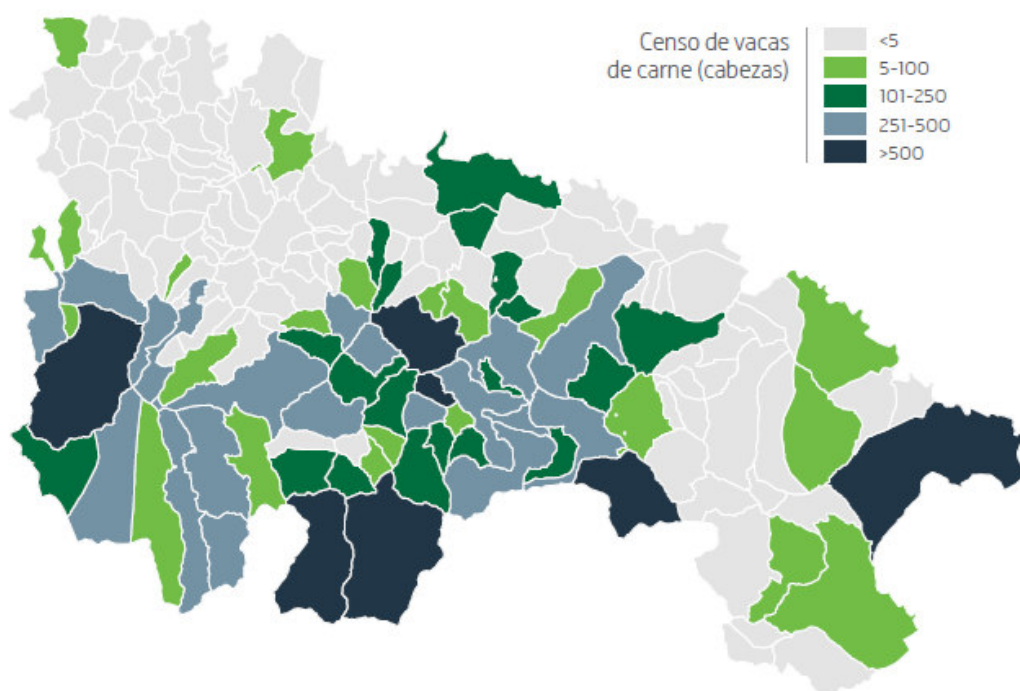 Censo de vacas
de carne (cabezas)
<5
5-100
101-250
251-500
>500